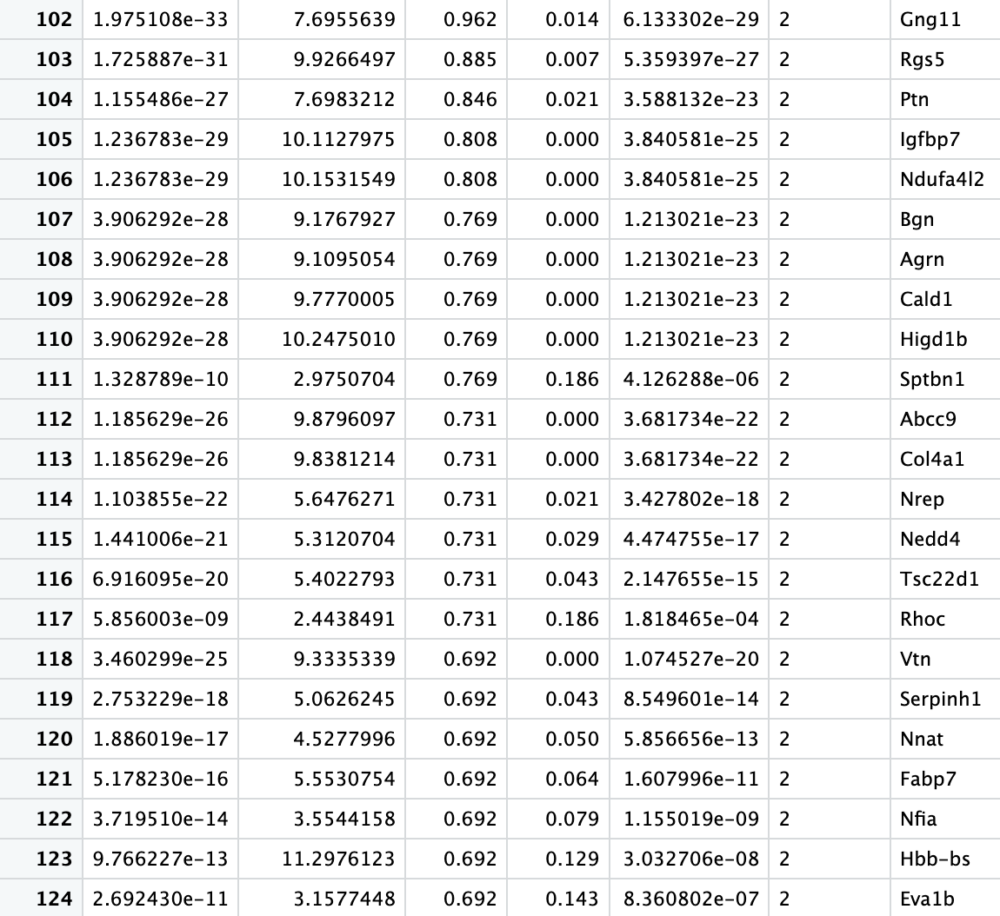 102 1.975108e−33 7.6955639 0.962 0.014 6.133302e−29 2 Gng11
103 1.725887e−31 9.9266497 0.885 0.007 5.359397e−27 2 Rgs5
104 1.155486e−27 7.6983212 0.846 0.021 3.588132e−23 2 Ptn
105 1.236783e−29 10.1127975 0.808 0.000 3.840581e−25 2 Igfbp7
106 1.236783e−29 10.1531549 0.808 0.000 3.840581e−25 2 Ndufa4l2
107 3.906292e−28 9.1767927 0.769 0.000 1.213021e−23 2 Bgn
108 3.906292e−28 9.1095054 0.769 0.000 1.213021e−23 2 Agrn
109 3.906292e−28 9.7770005 0.769 0.000 1.213021e−23 2 Cald1
110 3.906292e−28 10.2475010 0.769 0.000 1.213021e−23 2 Higd1b
111 1.328789e−10 2.9750704 0.769 0.186 4.126288e−06 2 Sptbn1
112 1.185629e−26 9.8796097 0.731 0.000 3.681734e−22 2 Abcc9
113 1.185629e−26 9.8381214 0.731 0.000 3.681734e−22 2 Col4a1
114 1.103855e−22 5.6476271 0.731 0.021 3.427802e−18 2 Nrep
115 1.441006e−21 5.3120704 0.731 0.029 4.474755e−17 2 Nedd4
116 6.916095e−20 5.4022793 0.731 0.043 2.147655e−15 2 Tsc22d1
117 5.856003e−09 2.4438491 0.731 0.186 1.818465e−04 2 Rhoc
118 3.460299e−25 9.3335339 0.692 0.000 1.074527e−20 2 Vtn
119 2.753229e−18 5.0626245 0.692 0.043 8.549601e−14 2 Serpinh1
120 1.886019e−17 4.5277996 0.692 0.050 5.856656e−13 2 Nnat
121 5.178230e−16 5.5530754 0.692 0.064 1.607996e−11 2 Fabp7
122 3.719510e−14 3.5544158 0.692 0.079 1.155019e−09 2 Nfia
123 9.766227e−13 11.2976123 0.692 0.129 3.032706e−08 2 Hbb−bs
124 2.692430e−11 3.1577448 0.692 0.143 8.360802e−07 2 Eva1b